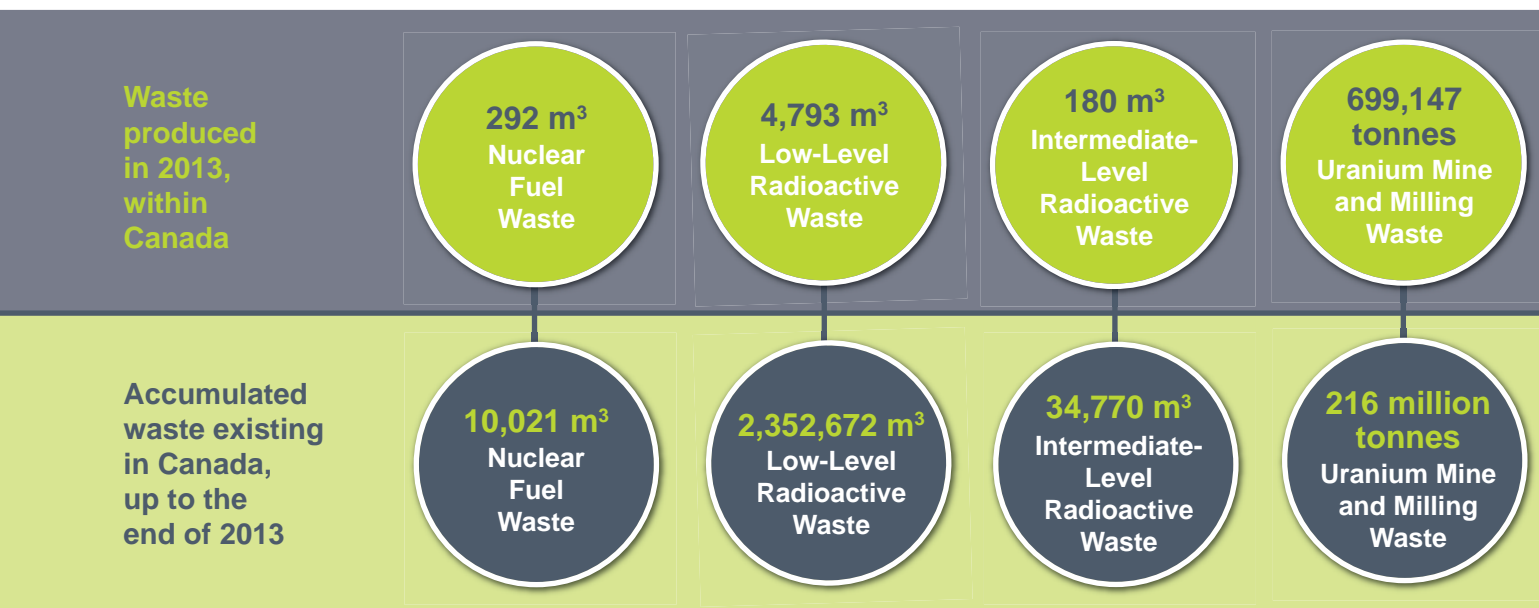 Waste
produced
in 2013,
within
Canada
292 m³
Nuclear
Fuel
Waste
4,793 m³
Low-Level
Radioactive
Waste
180 m³
Intermediate-
Level
Radioactive
Waste
699,147
tonnes
Uranium Mine
and Milling
Waste
Accumulated
waste existing
in Canada,
up to the
end of 2013
10,021 m³
Nuclear
Fuel
Waste
2,352,672 m³
Low-Level
Radioactive
Waste
34,770 m³
Intermediate-
Level
Radioactive
Waste
216 million
tonnes
Uranium Mine
and Milling
Waste